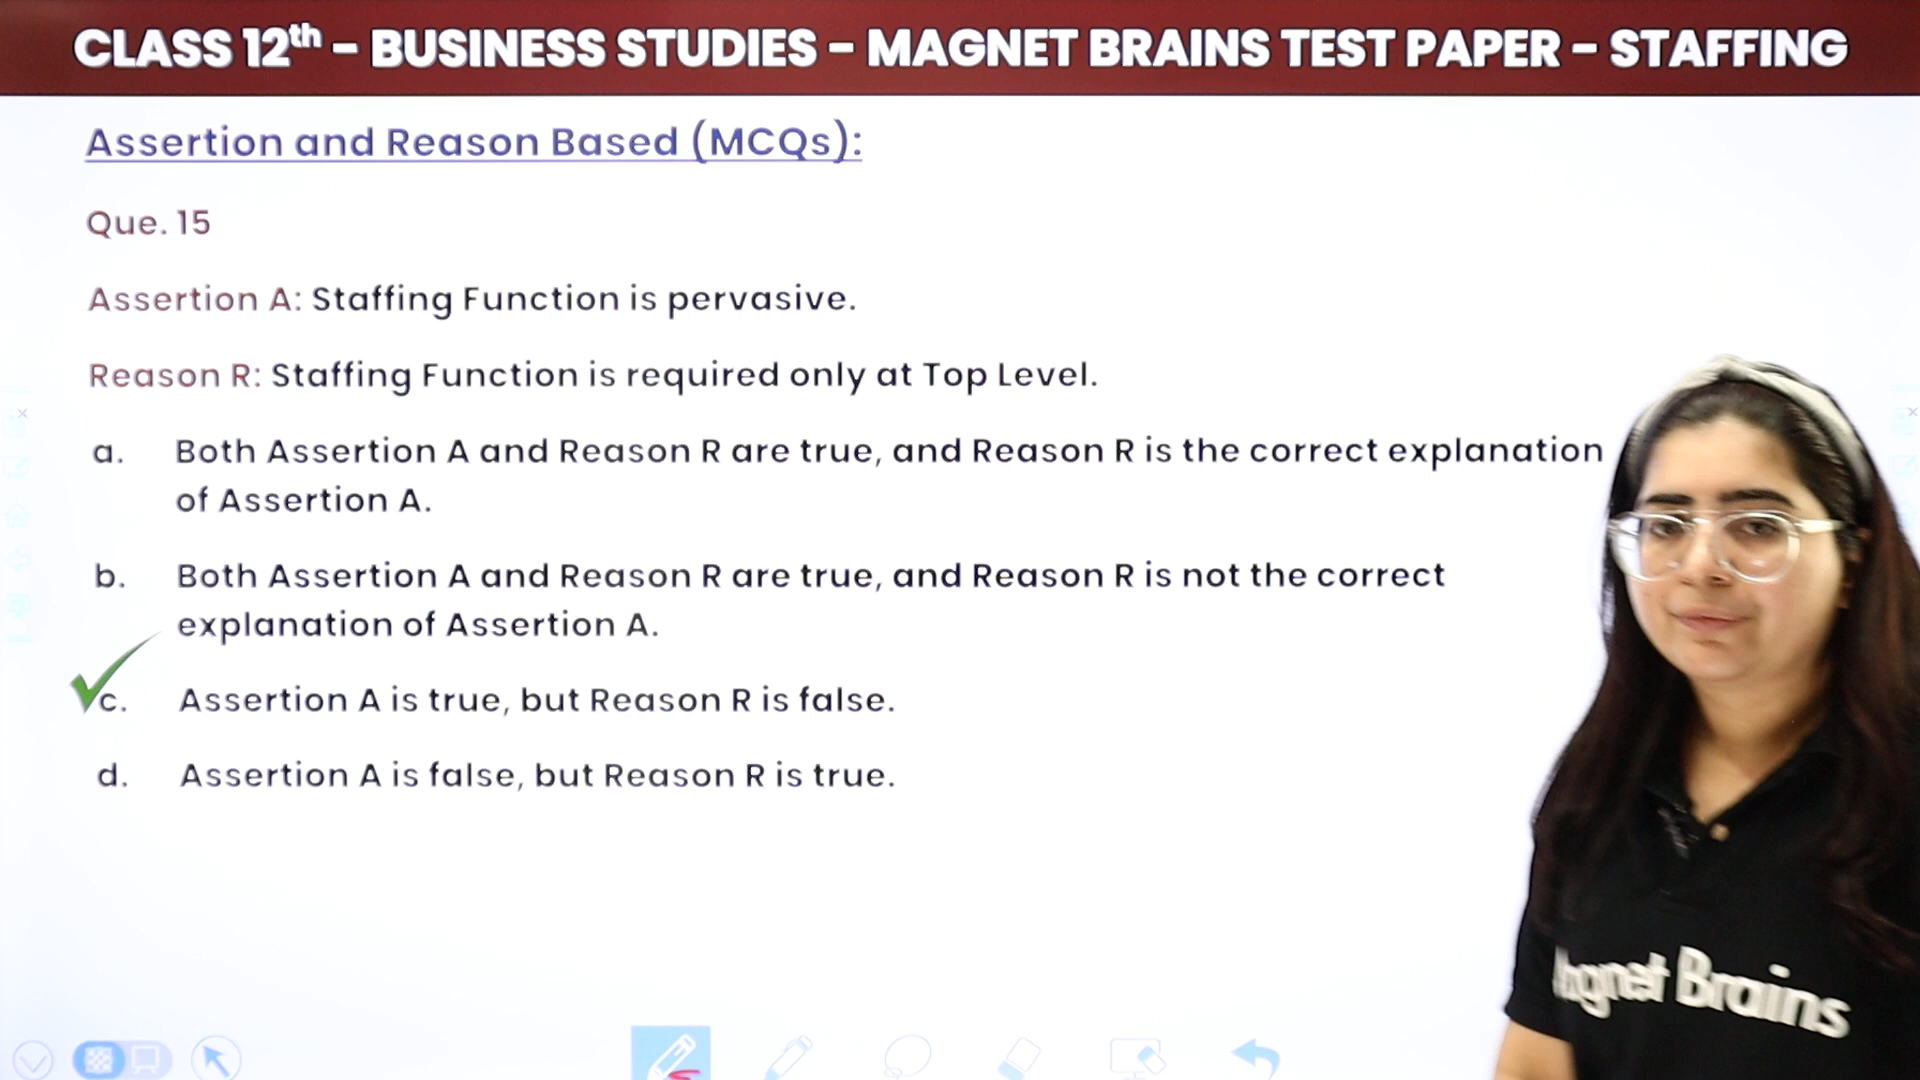 CLASS 12th – BUSINESS STUDIES – MAGNET BRAINS TEST PAPER – STAFFING
Assertion and Reason Based (MCQs):
Que. 15
Assertion A: Staffing Function is pervasive.
Reason R: Staffing Function is required only at Top Level.
a. Both Assertion A and Reason R are true, and Reason R is the correct explanation
of Assertion A.
b. Both Assertion A and Reason R are true, and Reason R is not the correct
explanation of Assertion A.
c. Assertion A is true, but Reason R is false.
d. Assertion A is false, but Reason R is true.
Brains